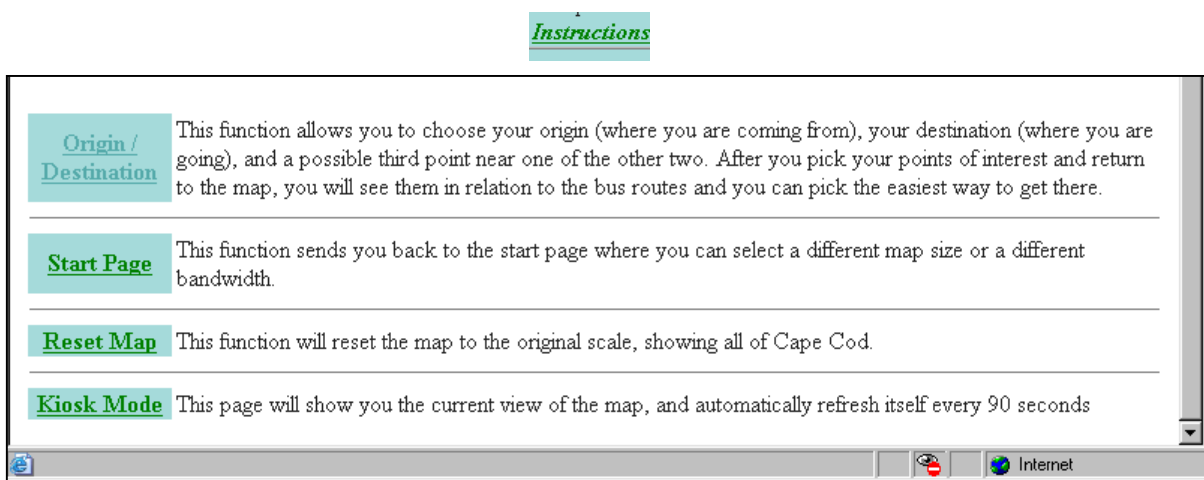 Instructions
Origin /
Destination
This function allows you to choose your origin (where you are coming from), your destination (where you are
going), and a possible third point near one of the other two. After you pick your points of interest and return
to the map, you will see them in relation to the bus routes and you can pick the easiest way to get there.
Start Page
This function sends you back to the start page where you can select a different map size or a different
bandwidth.
Reset Map This function will reset the map to the original scale, showing all of Cape Cod.
Kiosk Mode This page will show you the current view of the map, and automatically refresh itself every 90 seconds
Internet